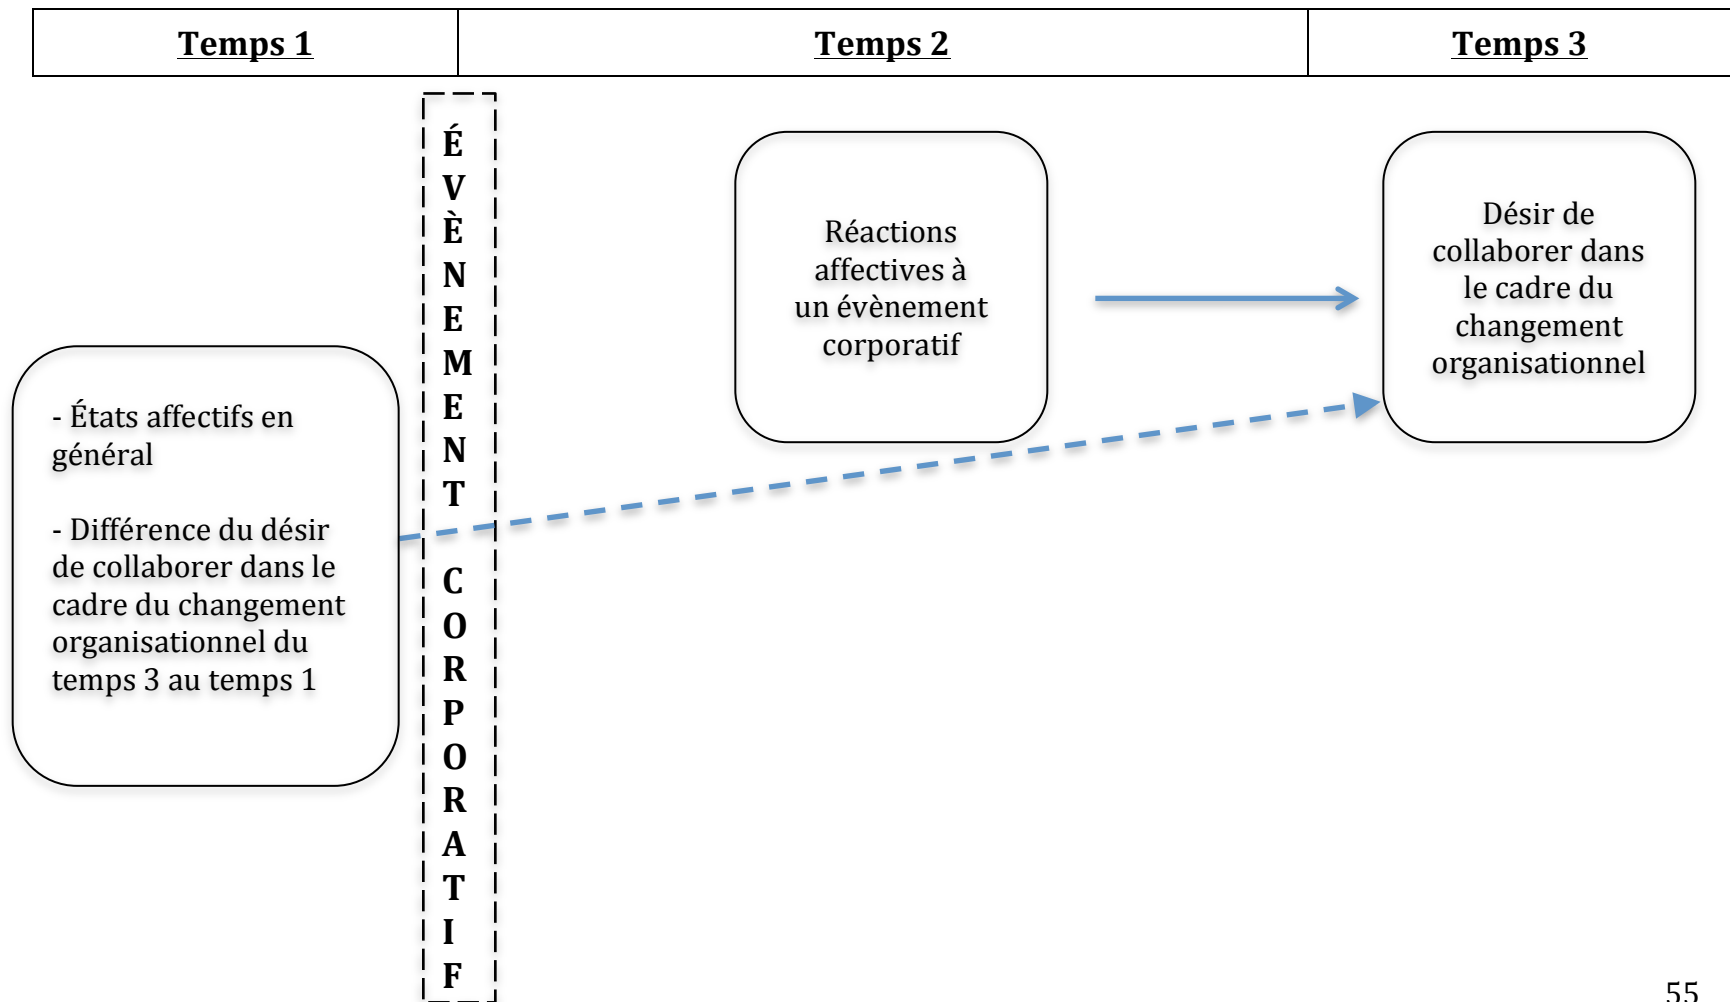 Temps 1
Temps 2
Temps 3
É
V
È
N
E
M
E
N
T
C
O
R
P
O
R
A
T
I
F
- États affectifs en
général
- Différence du désir
de collaborer dans le
cadre du changement
organisationnel du
temps 3 au temps 1
Réactions
affectives à
un évènement
corporatif
Désir de
collaborer dans
le cadre du
changement
organisationnel
55